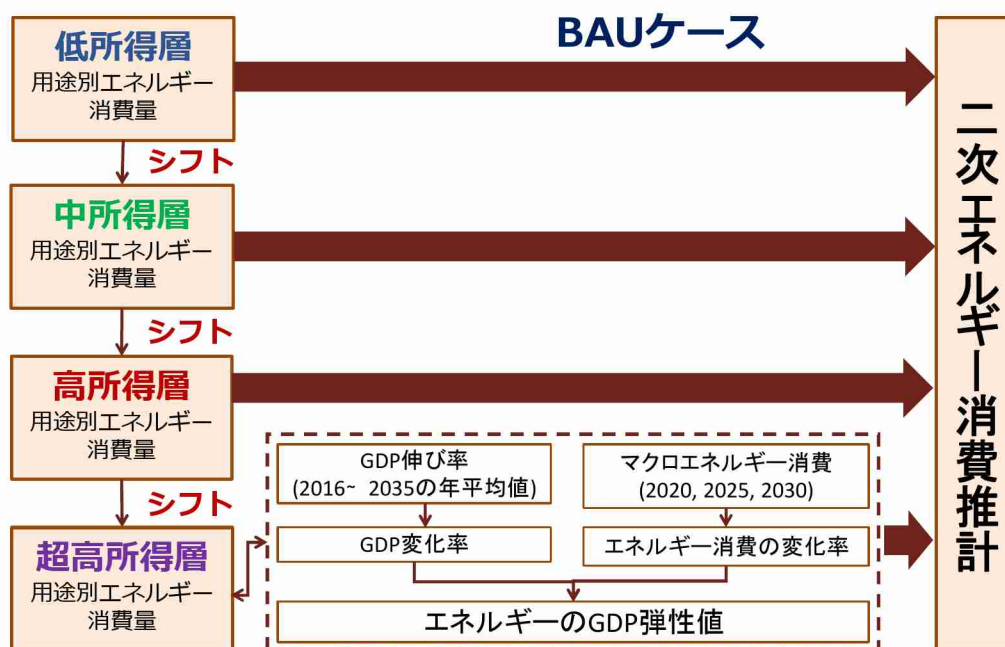 BAUケース
低所得層
用途別エネルギー
消費量
シフト
中所得層
用途別エネルギー
消費量
シフト
高所得層
用途別エネルギー
消費量
シフト
超高所得層
用途別エネルギー
消費量
GDP伸び率
(2016~ 2035の年平均値)
GDP変化率
マクロエネルギー消費
(2020, 2025, 2030)
エネルギー消費の変化率
エネルギーのGDP弾性値
二次エネルギー消費推計